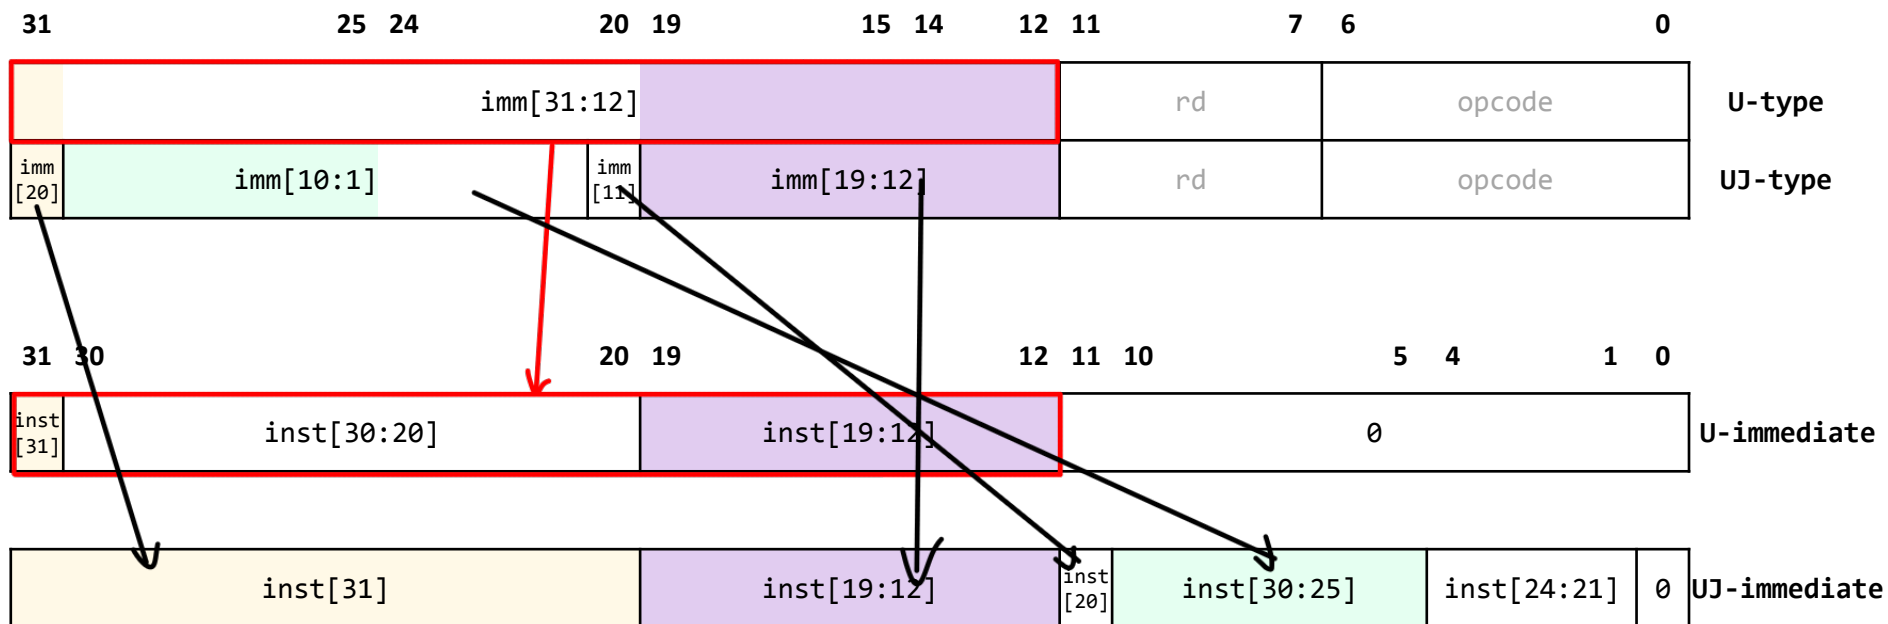 31 25 24 20 19 15 14 12 11 7 6 0
imm[31:12] rd opcode U-type
imm [20] imm[10:1] imm [11] imm[19:12] rd opcode UJ-type
31 30 20 19 12 11 10 5 4 1 0
inst [31] inst[30:20] inst[19:12] 0 U-immediate
inst[31] inst[19:12] inst [20] inst[30:25] inst[24:21] 0 UJ-immediate